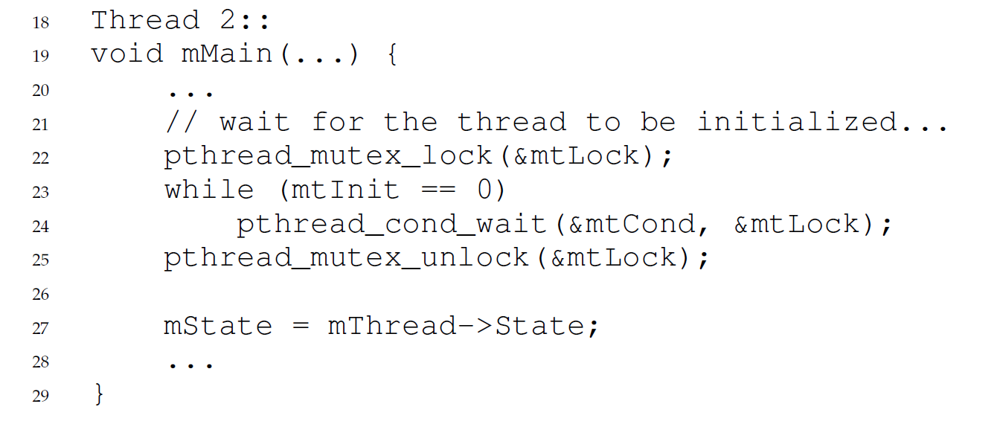 18 Thread 2::
19 void mMain(...) {
20 ...
21 // wait for the thread to be initialized...
22 pthread_mutex_lock(&mtLock);
23 while (mtInit == 0)
24 pthread_cond_wait(&mtCond, &mtLock);
25 pthread_mutex_unlock(&mtLock);
26
27 mState = mThread->State;
28 ...
29 }